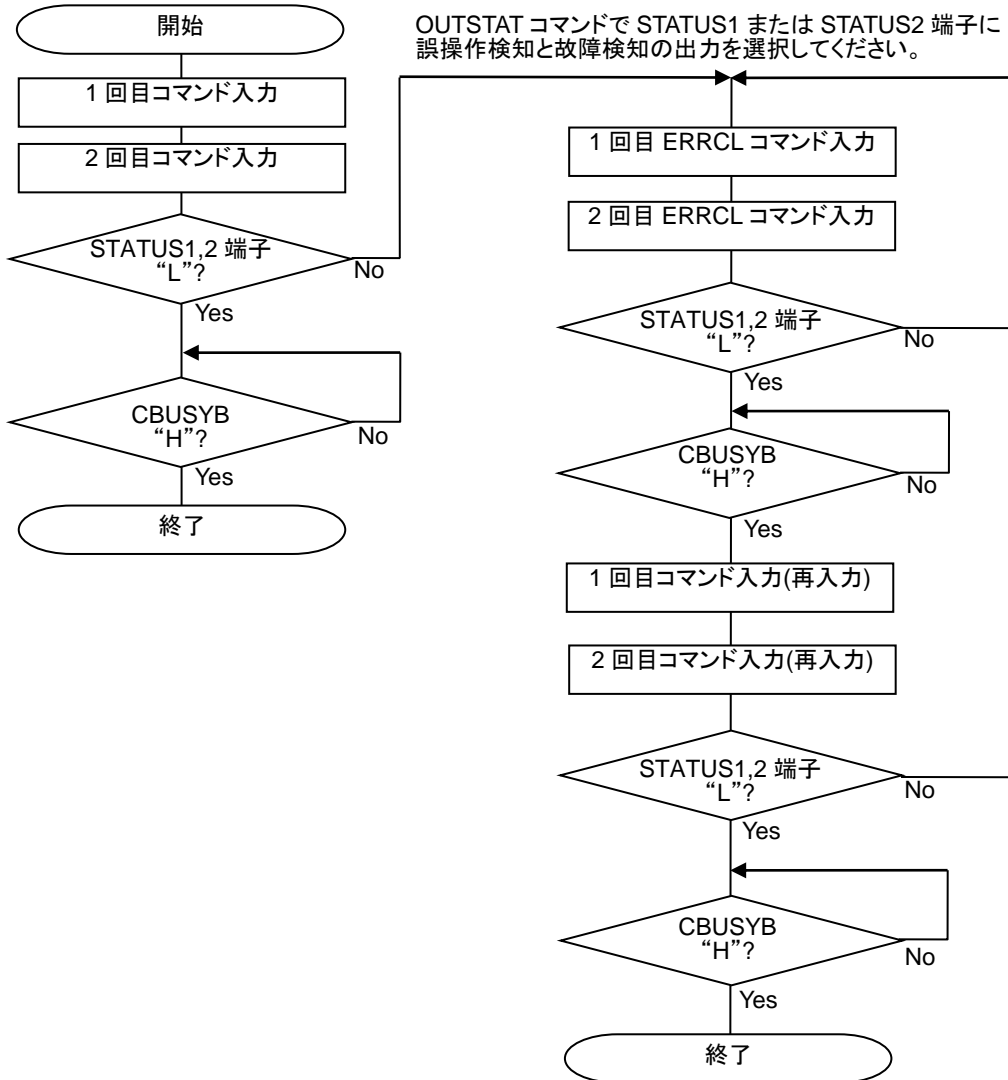 開始
1 回目コマンド入力
2 回目コマンド入力
STATUS1,2 端子
“L”?
No
Yes
CBUSYB
“H”?
No
Yes
終了
OUTSTAT コマンドで STATUS1 または STATUS2 端子に
誤操作検知と故障検知の出力を選択してください。
1 回目 ERRCL コマンド入力
2 回目 ERRCL コマンド入力
STATUS1,2 端子
“L”?
No
Yes
CBUSYB
“H”?
No
Yes
1 回目コマンド入力(再入力)
2 回目コマンド入力(再入力)
STATUS1,2 端子
“L”?
No
Yes
CBUSYB
“H”?
No
Yes
終了